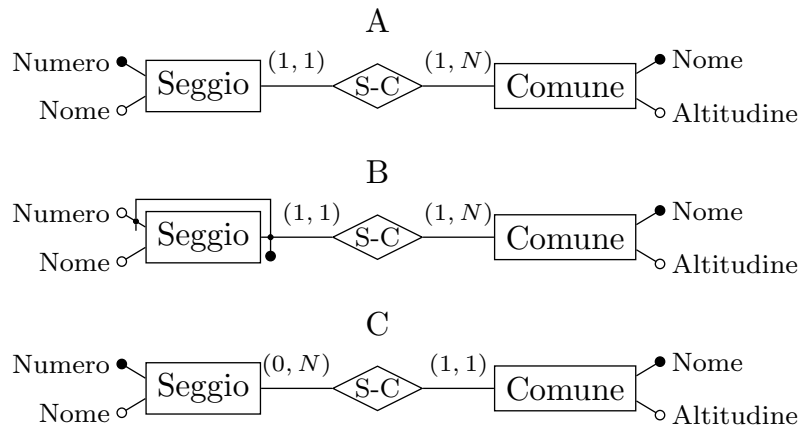 A
Numero (1, 1) (1, N) Nome
Seggio S-C Comune
Nome Altitudine
B
Numero (1, 1) (1, N) Nome
Seggio S-C Comune
Nome Altitudine
C
Numero (0, N) (1, 1) Nome
Seggio S-C Comune
Nome Altitudine